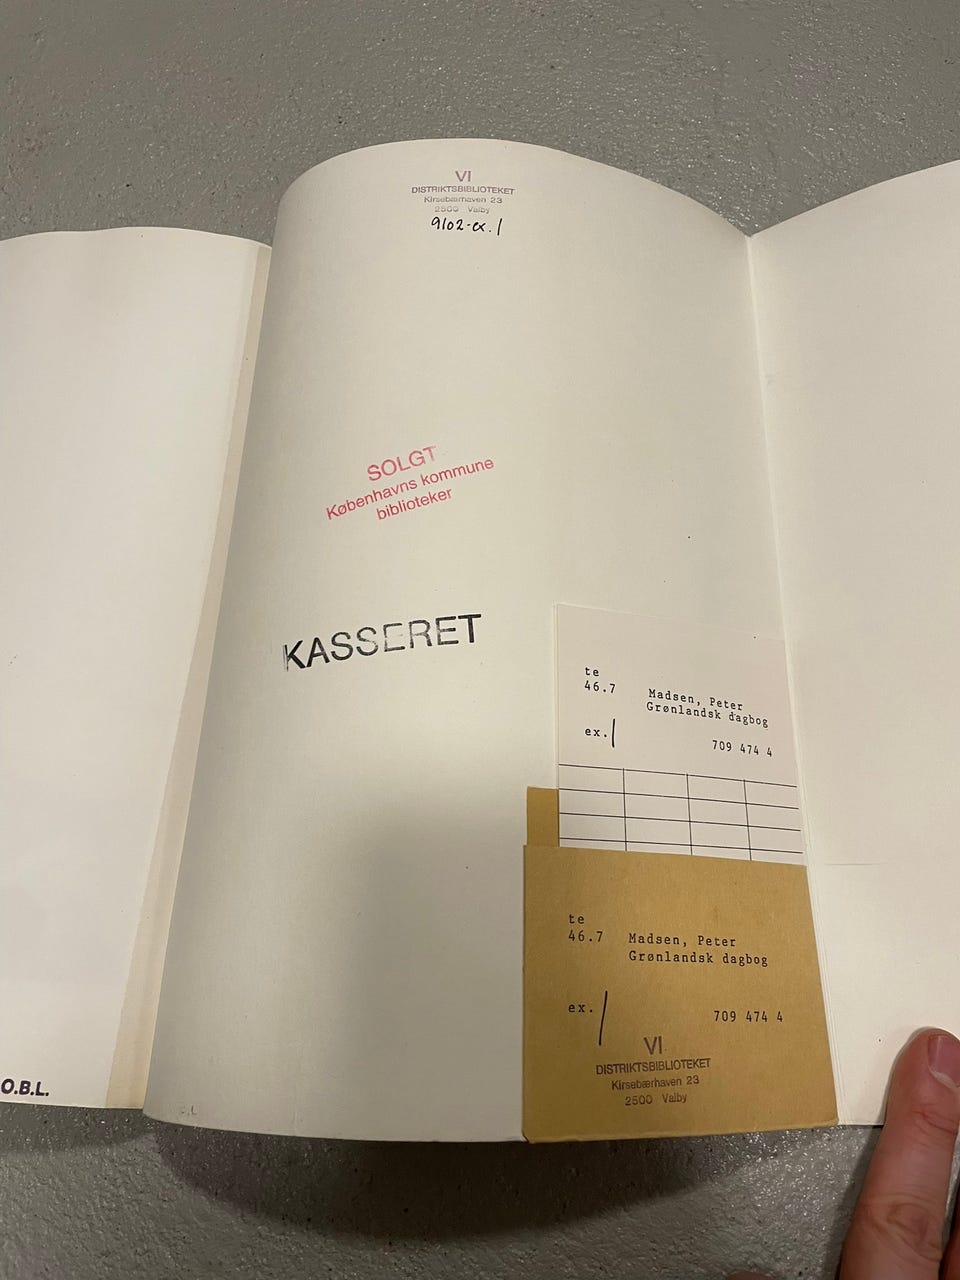 VI
DISTRIKTSBIBLIOTEKET
Kirsebærhaven 23
2500 Valby
9102-ex.1
SOLGT
Københavns kommune
biblioteker
KASSERET
te
46.7 Madsen, Peter
Grønlandsk dagbog
ex. 1 709 474 4
te
46.7 Madsen, Peter
Grønlandsk dagbog
ex. 1 709 474 4
VI
DISTRIKTSBIBLIOTEKET
Kirsebærhaven 23
2500 Valby
O.B.L.